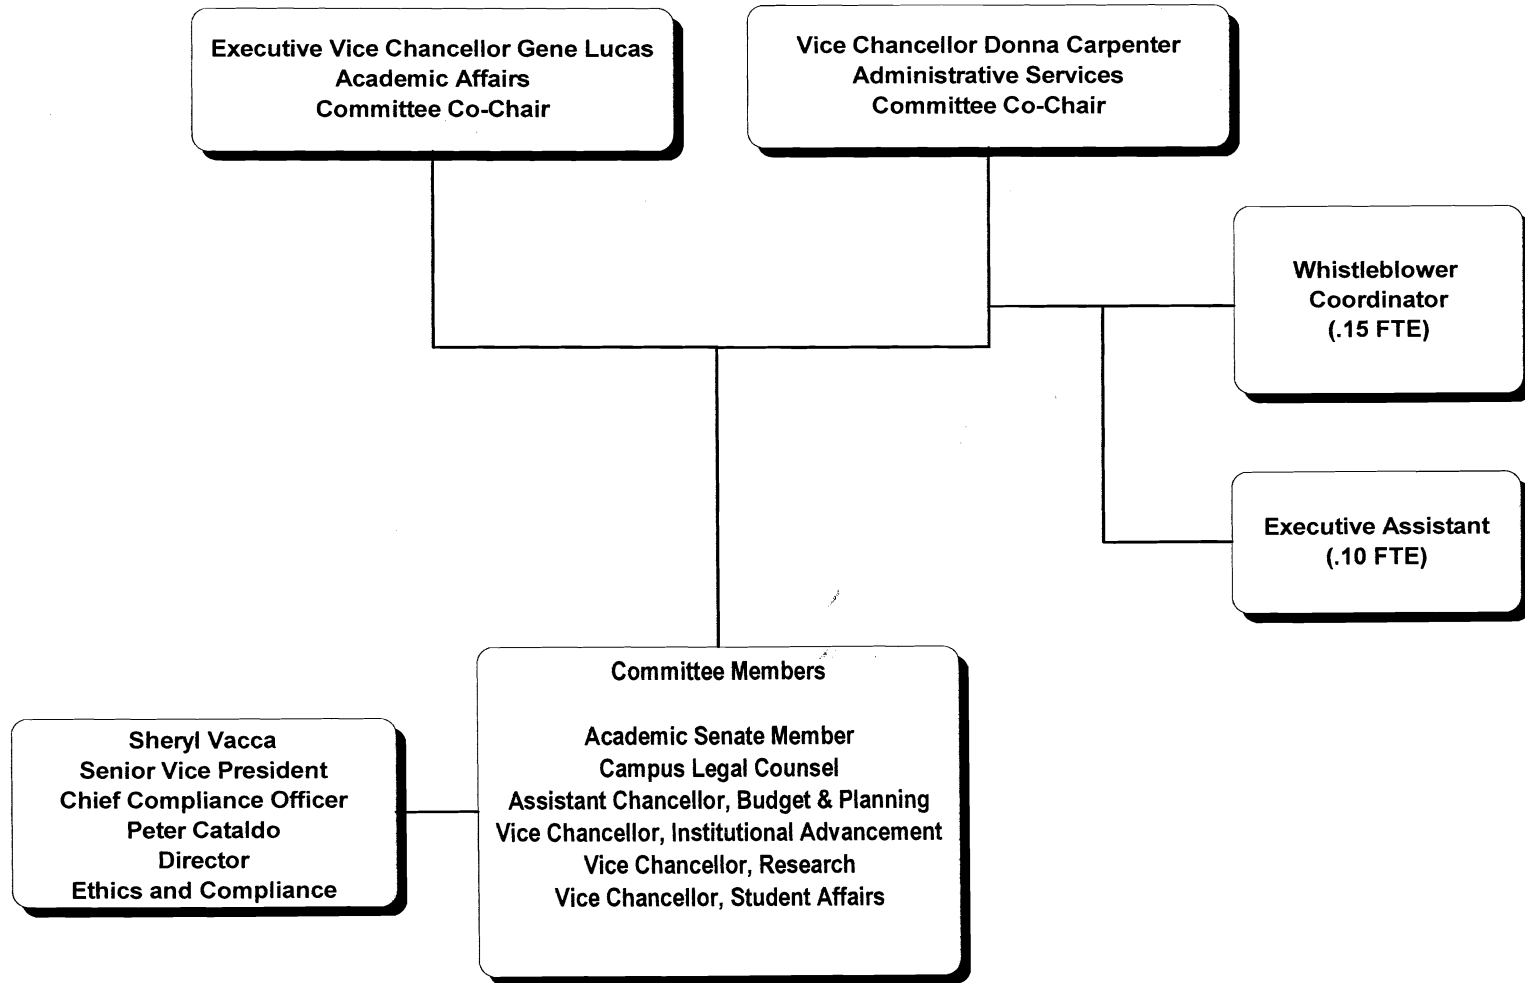 Executive Vice Chancellor Gene Lucas
Academic Affairs
Committee Co-Chair
Vice Chancellor Donna Carpenter
Administrative Services
Committee Co-Chair
Whistleblower
Coordinator
(.15 FTE)
Executive Assistant
(.10 FTE)
Committee Members
Academic Senate Member
Campus Legal Counsel
Assistant Chancellor, Budget & Planning
Vice Chancellor, Institutional Advancement
Vice Chancellor, Research
Vice Chancellor, Student Affairs
Sheryl Vacca
Senior Vice President
Chief Compliance Officer
Peter Cataldo
Director
Ethics and Compliance